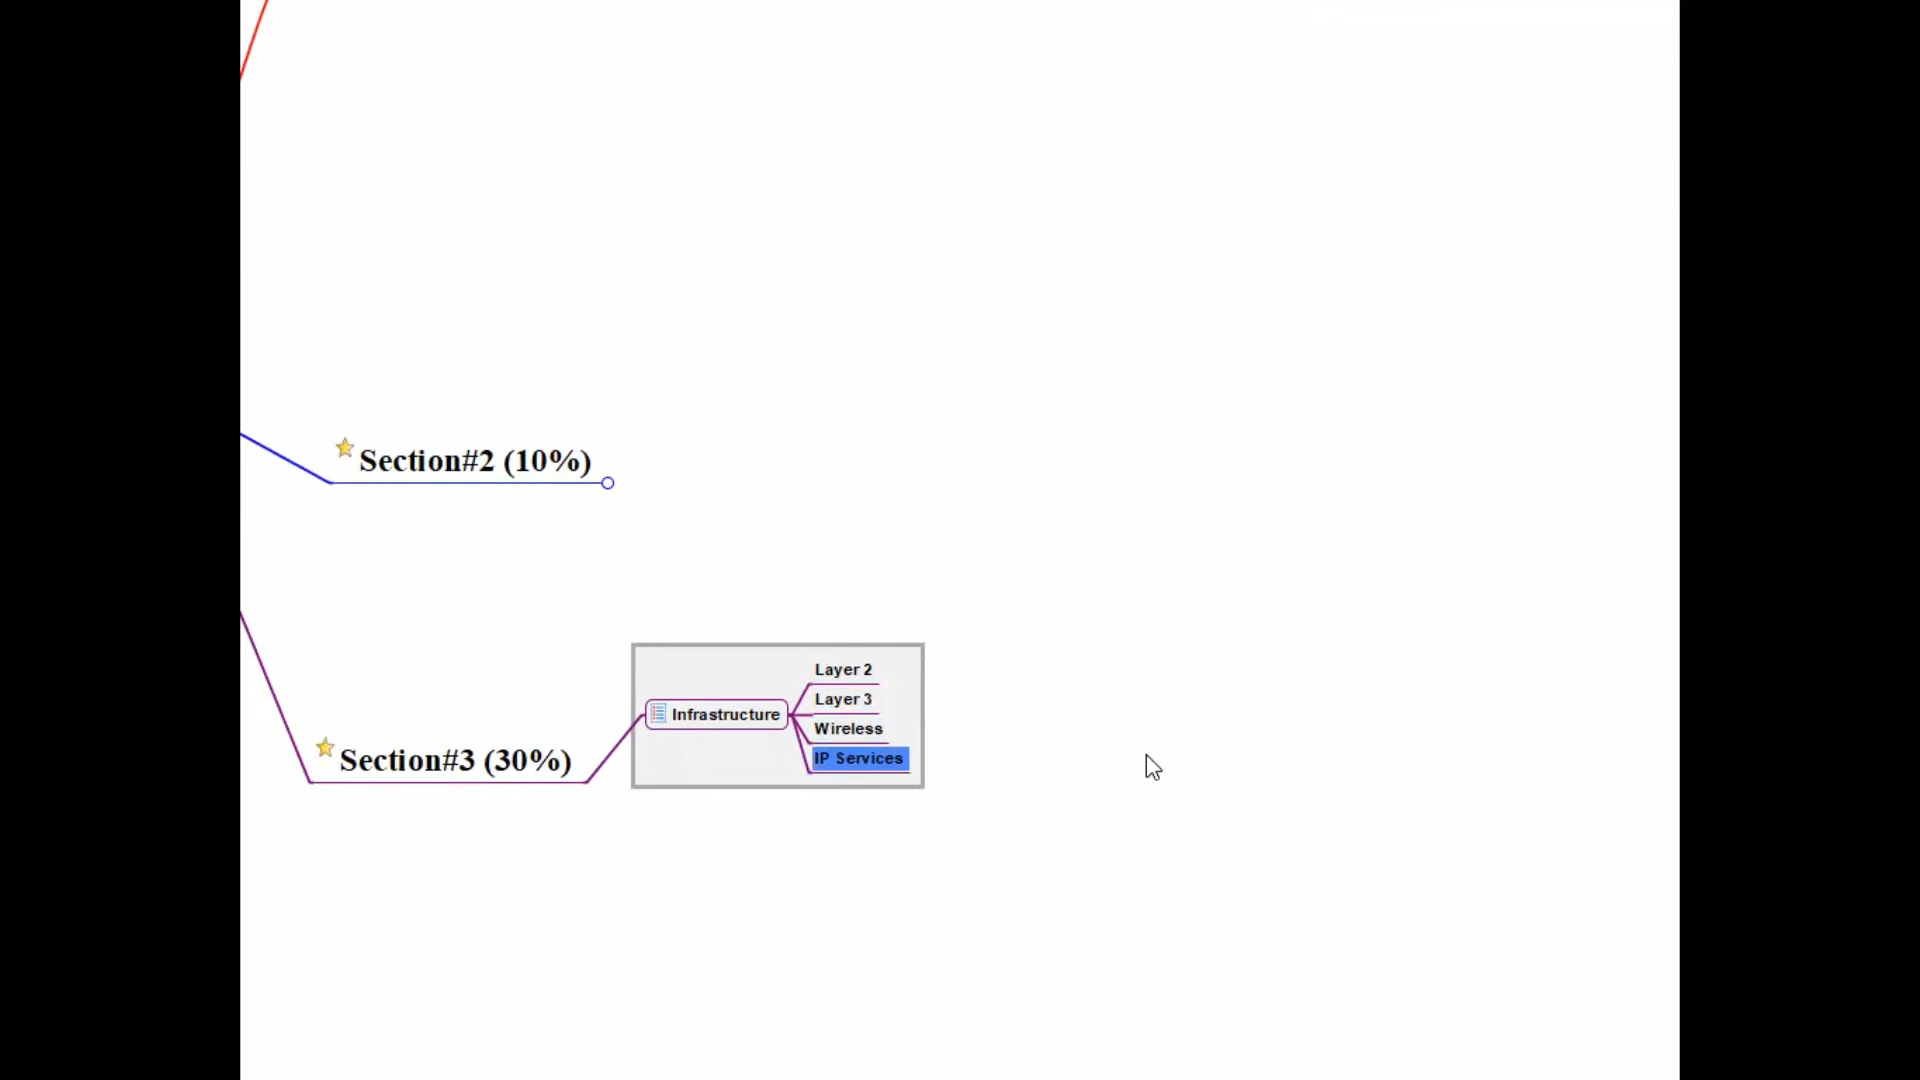 Section#2 (10%)
Layer 2
Layer 3
Infrastructure
Wireless
IP Services
Section#3 (30%)